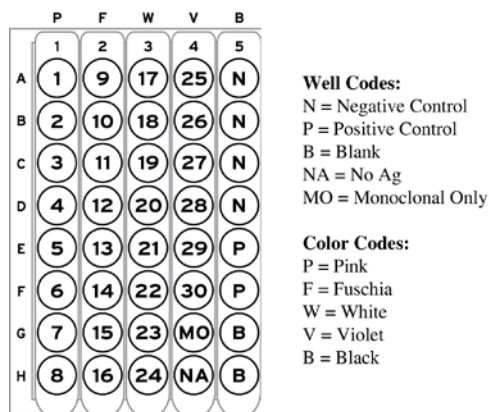 P F W V B
1 2 3 4 5
A 1 9 17 25 N
B 2 10 18 26 N
C 3 11 19 27 N
D 4 12 20 28 N
E 5 13 21 29 P
F 6 14 22 30 P
G 7 15 23 MO B
H 8 16 24 NA B
Well Codes:
N = Negative Control
P = Positive Control
B = Blank
NA = No Ag
MO = Monoclonal Only
Color Codes:
P = Pink
F = Fuschia
W = White
V = Violet
B = Black